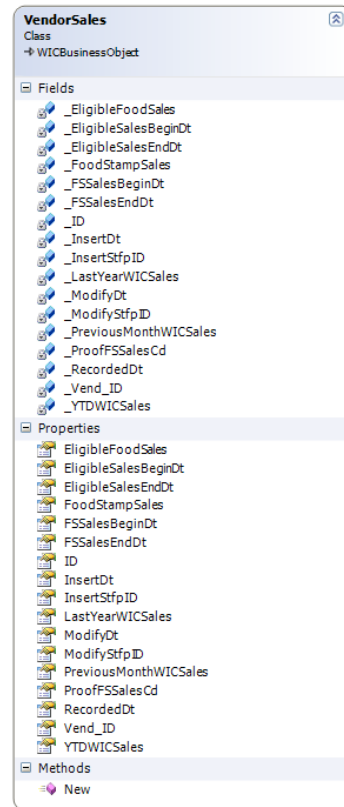 VendorSales
Class
WICBusinessObject
Fields
_EligibleFoodSales
_EligibleSalesBeginDt
_EligibleSalesEndDt
_FoodStampSales
_FSSalesBeginDt
_FSSalesEndDt
_ID
_InsertDt
_InsertStfpID
_LastYearWICSales
_ModifyDt
_ModifyStfpID
_PreviousMonthWICSales
_ProofFSSalesCd
_RecordedDt
_Vend_ID
_YTDWICSales
Properties
EligibleFoodSales
EligibleSalesBeginDt
EligibleSalesEndDt
FoodStampSales
FSSalesBeginDt
FSSalesEndDt
ID
InsertDt
InsertStfpID
LastYearWICSales
ModifyDt
ModifyStfpID
PreviousMonthWICSales
ProofFSSalesCd
RecordedDt
Vend_ID
YTDWICSales
Methods
New